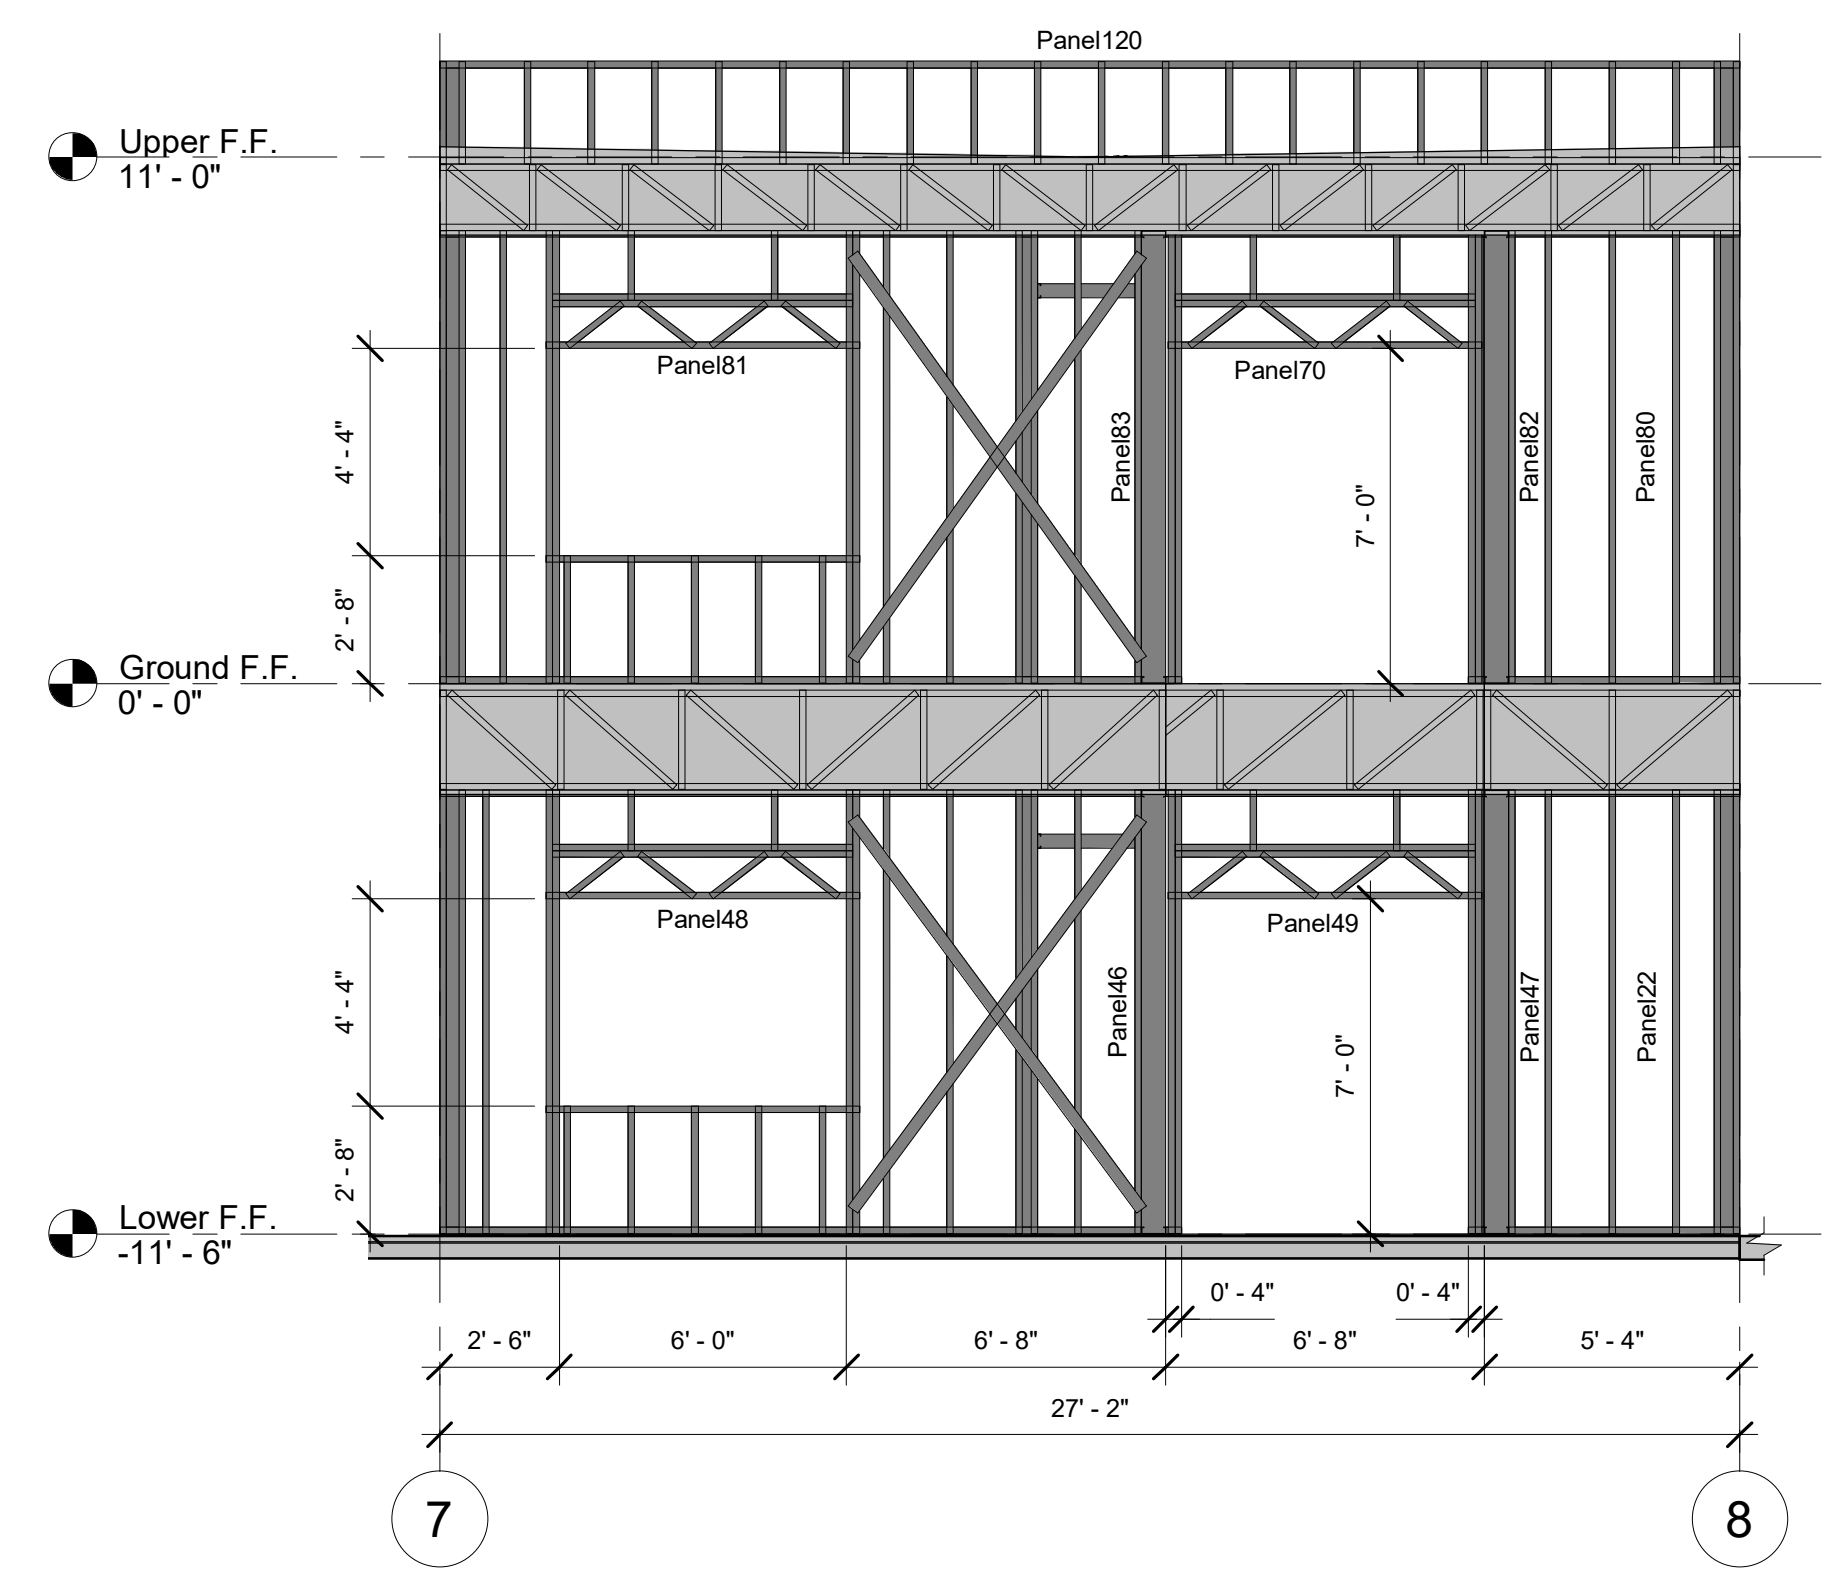 Panel120
Upper F.F.
11' - 0"
Panel81
Panel70
4' - 4"
Panel83
Panel82
Panel80
7' - 0"
2' - 8"
Ground F.F.
0' - 0"
Panel48
Panel49
4' - 4"
Panel46
Panel47
Panel22
7' - 0"
2' - 8"
Lower F.F.
-11' - 6"
0' - 4"
0' - 4"
2' - 6"
6' - 0"
6' - 8"
6' - 8"
5' - 4"
27' - 2"
7
8